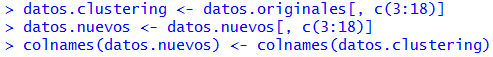 > datos.clustering <- datos.originales[, c(3:18)]
> datos.nuevos <- datos.nuevos[, c(3:18)]
> colnames(datos.nuevos) <- colnames(datos.clustering)